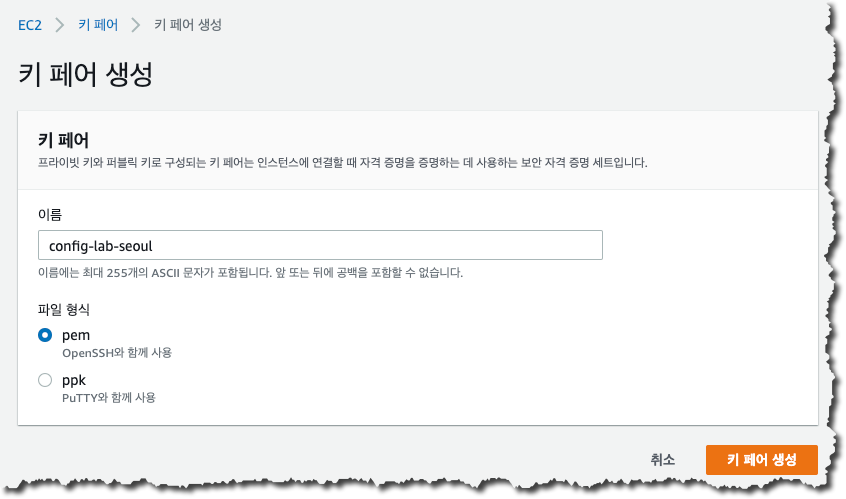 EC2 > 키 페어 > 키 페어 생성
키 페어 생성
키 페어
프라이빗 키와 퍼블릭 키로 구성되는 키 페어는 인스턴스에 연결할 때 자격 증명을 증명하는 데 사용하는 보안 자격 증명 세트입니다.
이름
config-lab-seoul
이름에는 최대 255개의 ASCII 문자가 포함됩니다. 앞 또는 뒤에 공백을 포함할 수 없습니다.
파일 형식
pem
OpenSSH와 함께 사용
ppk
PuTTY와 함께 사용
취소 키 페어 생성